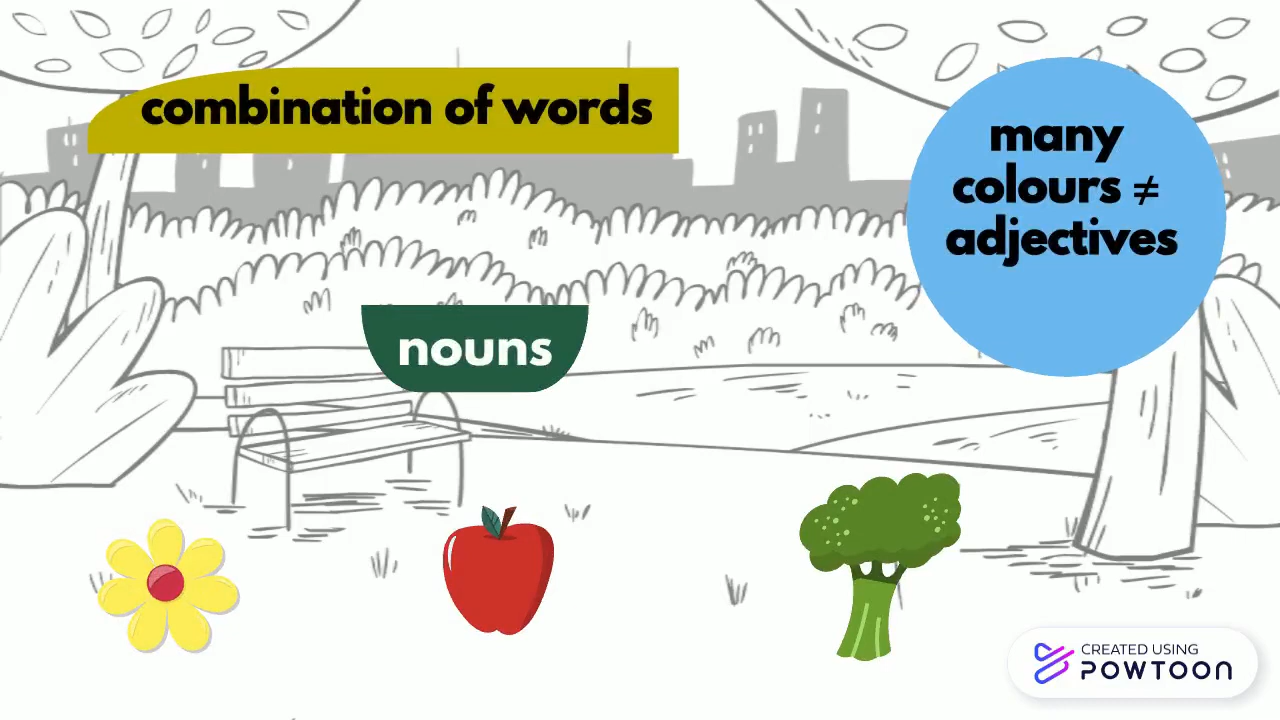 combination of words
many
colours ≠
adjectives
nouns
CREATED USING
POWTOON